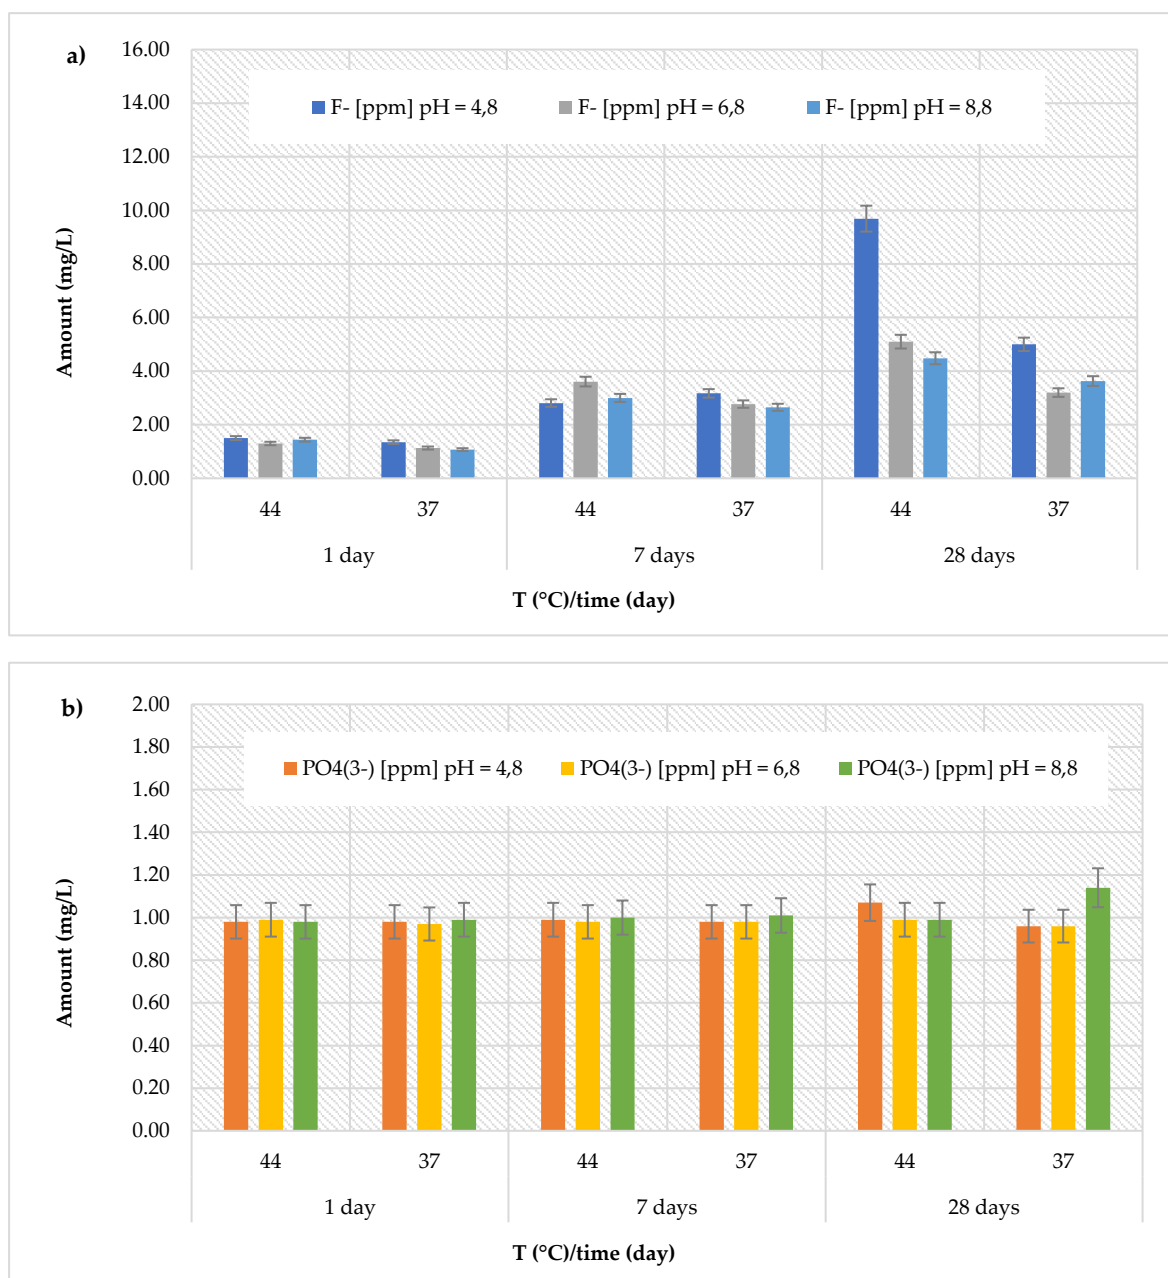 a)
16.00
14.00
12.00
10.00
8.00
6.00
4.00
2.00
0.00
Amount (mg/L)
F- [ppm] pH = 4,8 F- [ppm] pH = 6,8 F- [ppm] pH = 8,8
44 37 44 37 44 37
1 day 7 days 28 days
T (°C)/time (day)
b)
2.00
1.80
1.60
1.40
1.20
1.00
0.80
0.60
0.40
0.20
0.00
Amount (mg/L)
PO4(3-) [ppm] pH = 4,8 PO4(3-) [ppm] pH = 6,8 PO4(3-) [ppm] pH = 8,8
44 37 44 37 44 37
1 day 7 days 28 days
T (°C)/time (day)